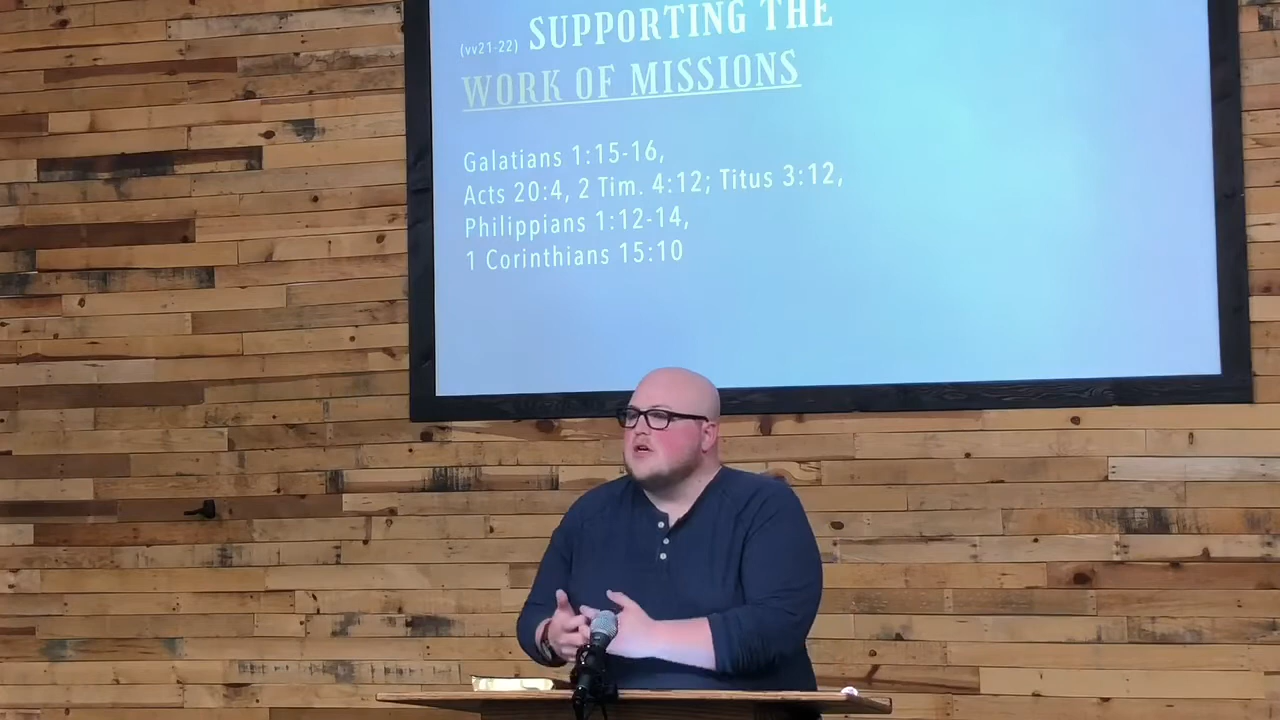 (vv21-22) SUPPORTING THE
WORK OF MISSIONS
Galatians 1:15-16,
Acts 20:4, 2 Tim. 4:12; Titus 3:12,
Philippians 1:12-14,
1 Corinthians 15:10